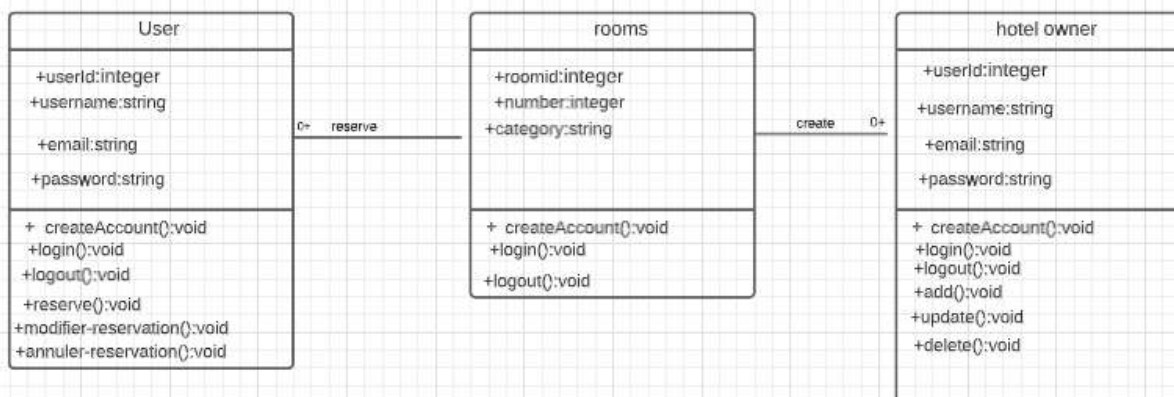 User
+userId:integer
+username:string
+email:string
+password:string
+ createAccount():void
+login():void
+logout():void
+reserve():void
+modifier-reservation():void
+annuler-reservation():void
0+
reserve
rooms
+roomid:integer
+number:integer
+category:string
+ createAccount():void
+login():void
+logout():void
create
0+
hotel owner
+userId:integer
+username:string
+email:string
+password:string
+ createAccount():void
+login():void
+logout():void
+add():void
+update():void
+delete():void